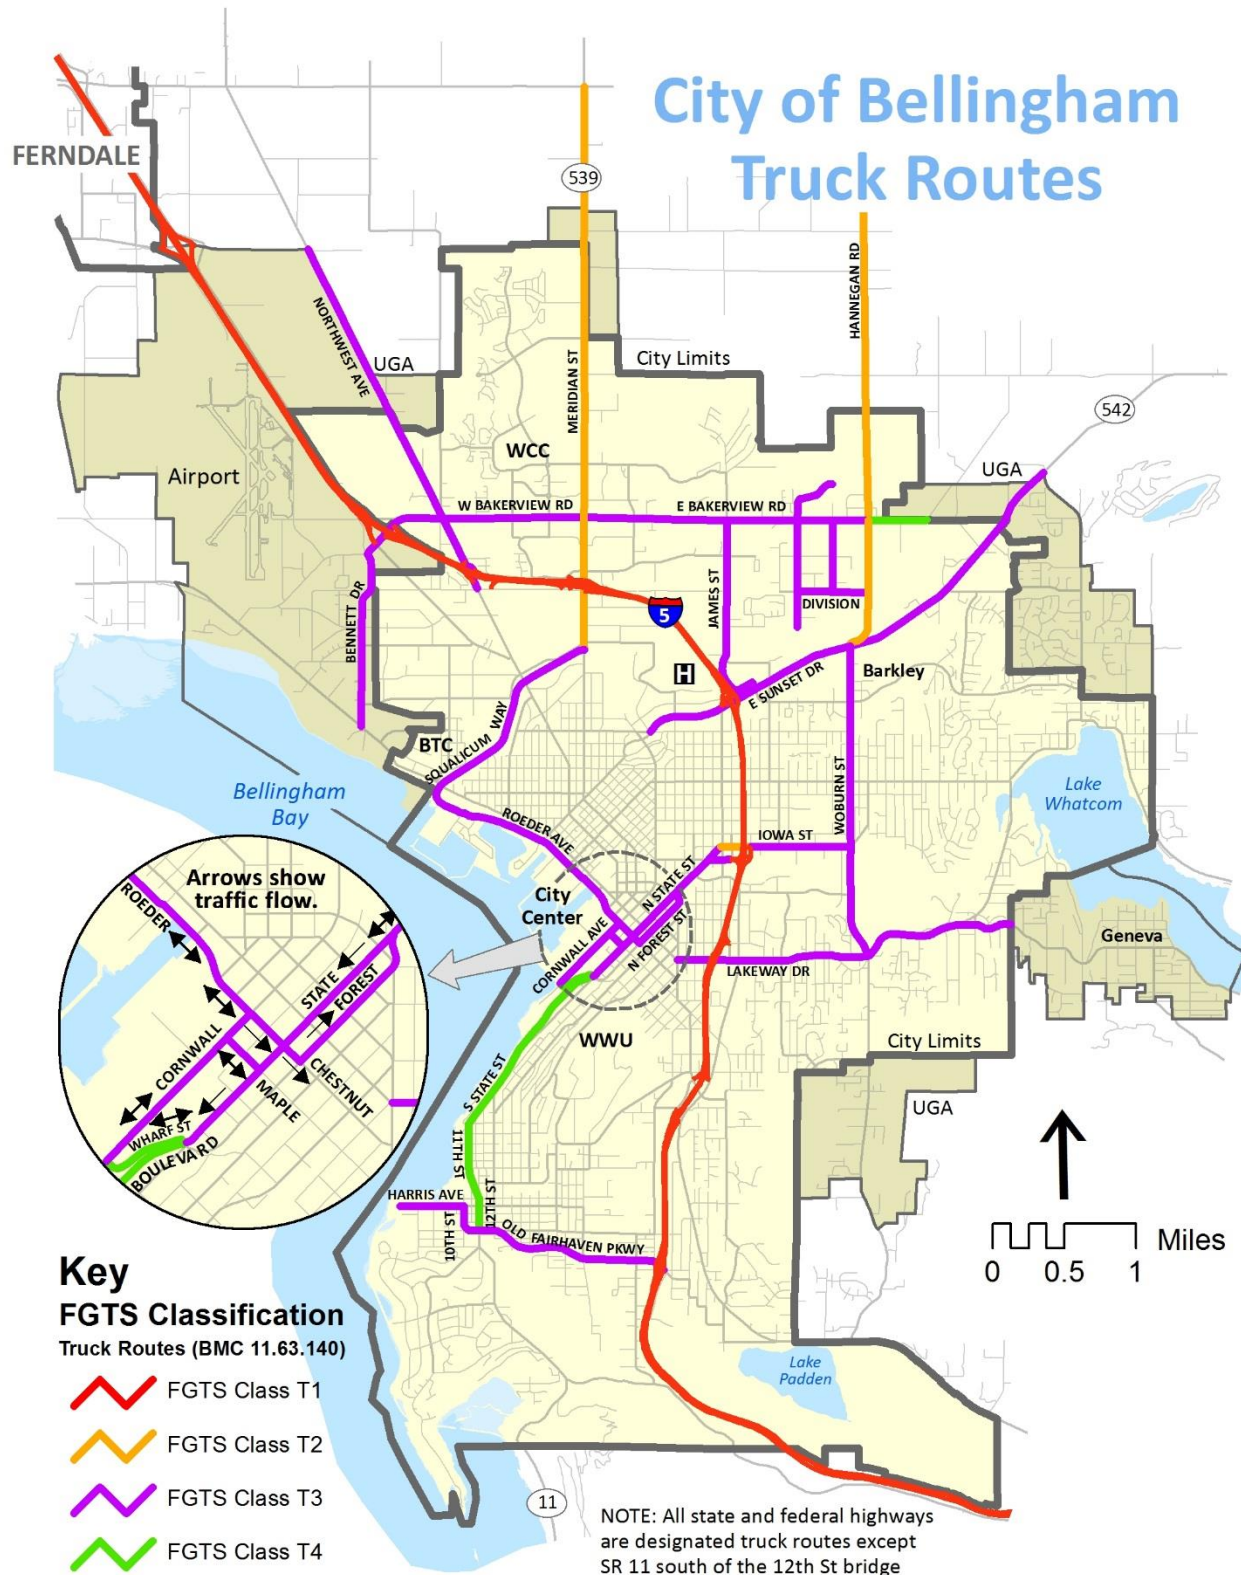 City of Bellingham
Truck Routes
FERNDALE
539
HANNEGAN RD
NORTHWEST AVE
UGA
MERIDIAN ST
City Limits
542
WCC
UGA
Airport
W BAKERVIEW RD
E BAKERVIEW RD
BENNETT DR
JAMES ST
DIVISION
5
H
E SUNSET DR
Barkley
BTC
SQUALICUM WAY
WOBURN ST
Lake
Whatcom
Bellingham
Bay
ROEDER AVE
IOWA ST
Arrows show
traffic flow.
City
Center
N STATE ST
N FOREST ST
CORNWALL AVE
LAKEWAY DR
Geneva
ROEDER
STATE
FOREST
CORNWALL
CHESTNUT
MAPLE
WHARF ST
BOULEVARD
WWU
City Limits
UGA
S STATE ST
11TH ST
12TH ST
HARRIS AVE
10TH ST
OLD FAIRHAVEN PKWY
Miles
0 0.5 1
Key
FGTS Classification
Truck Routes (BMC 11.63.140)
FGTS Class T1
FGTS Class T2
FGTS Class T3
FGTS Class T4
Lake
Padden
11
NOTE: All state and federal highways
are designated truck routes except
SR 11 south of the 12th St bridge